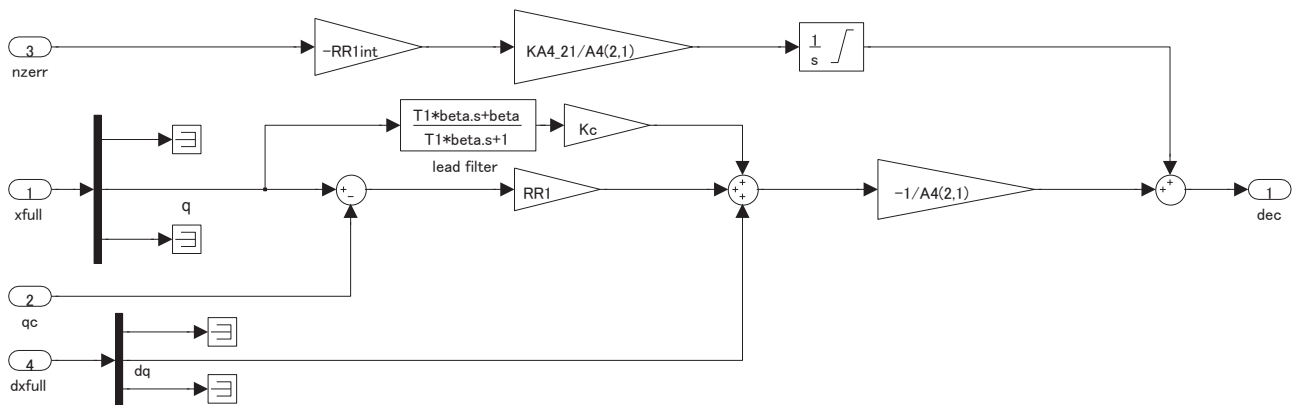 3
nzerr
-RR1int
KA4_21/A4(2,1)
1
s
T1*beta.s+beta
T1*beta.s+1
lead filter
Kc
1
xfull
q
+
−
RR1
+
+
+
-1/A4(2,1)
+
+
1
dec
2
qc
4
dxfull
dq